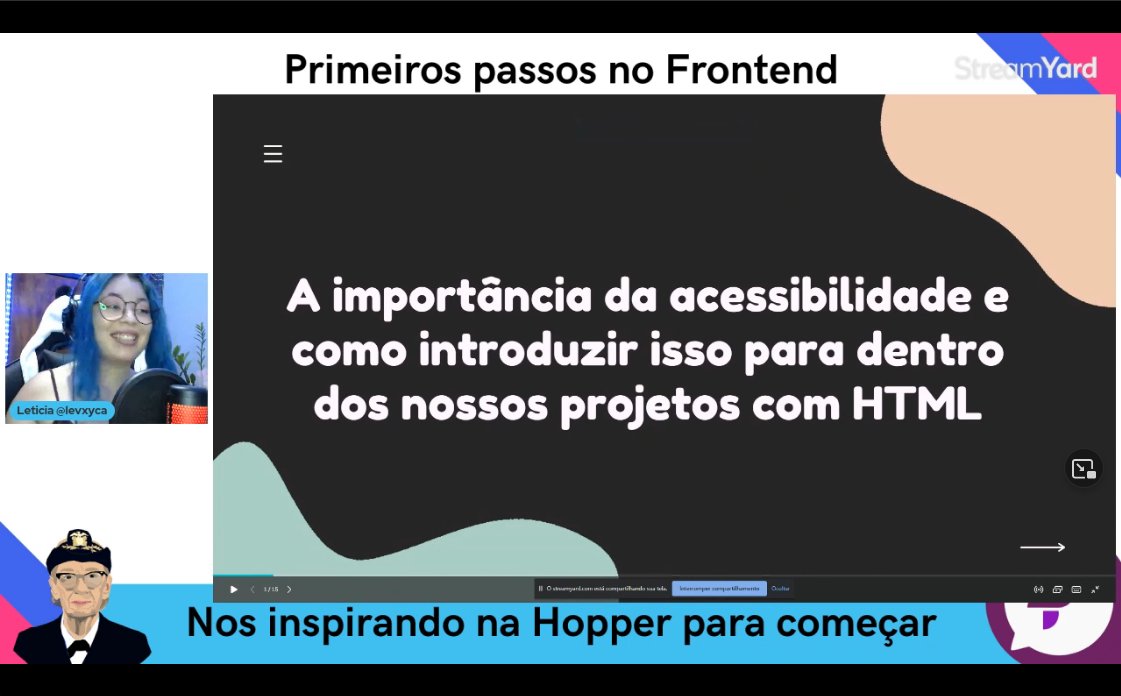 Primeiros passos no Frontend
StreamYard
A importância da acessibilidade e
como introduzir isso para dentro
dos nossos projetos com HTML
Leticia @levxyca
1 / 15
O streamyard.com está compartilhando sua tela.
Interromper compartilhamento
Ocultar
Nos inspirando na Hopper para começar